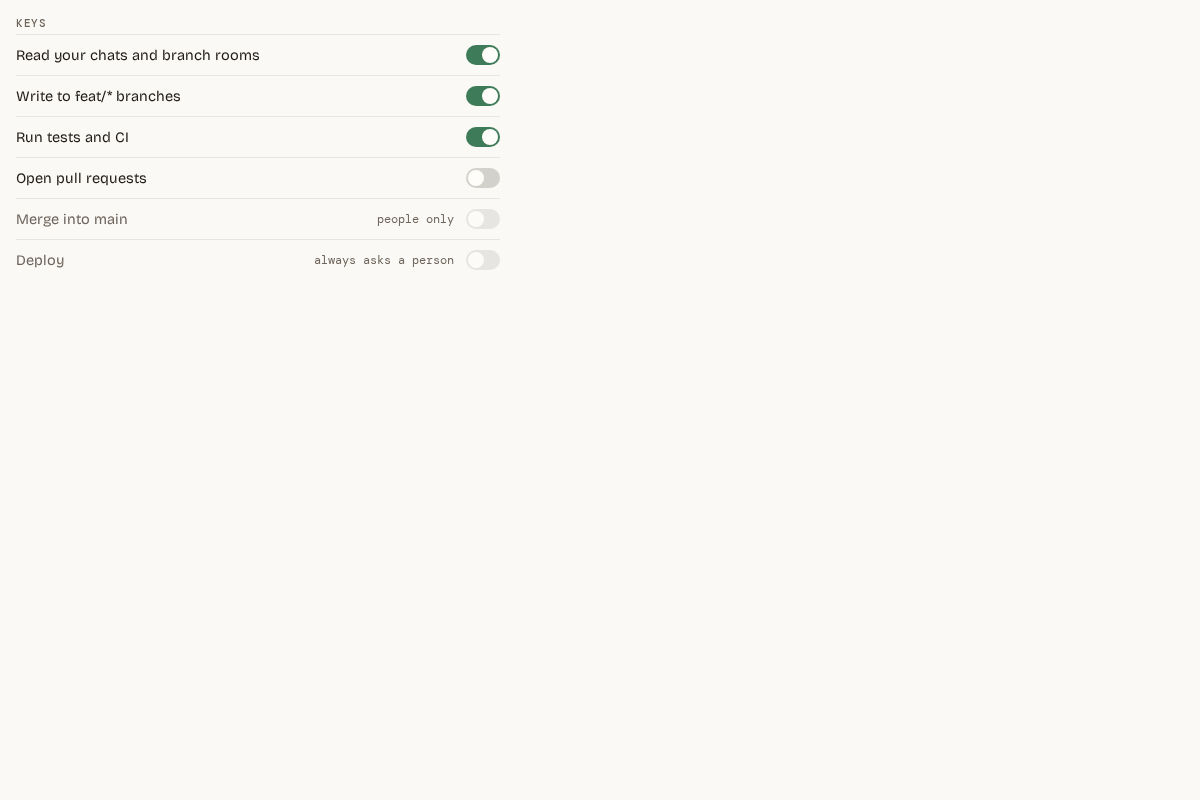 KEYS
Read your chats and branch rooms
Write to feat/* branches
Run tests and CI
Open pull requests
Merge into main people only
Deploy always asks a person